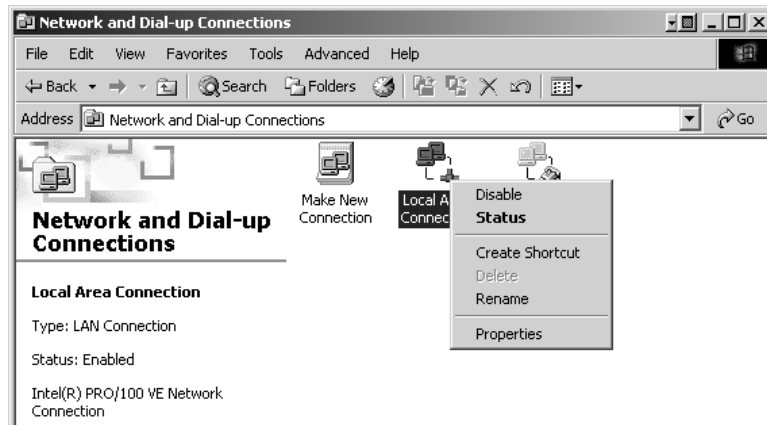 Network and Dial-up Connections
File Edit View Favorites Tools Advanced Help
Back Search Folders
Address Network and Dial-up Connections Go
Make New
Connection
Local A
Connec
Disable
Status
Create Shortcut
Delete
Rename
Properties
Network and Dial-up
Connections
Local Area Connection
Type: LAN Connection
Status: Enabled
Intel(R) PRO/100 VE Network
Connection